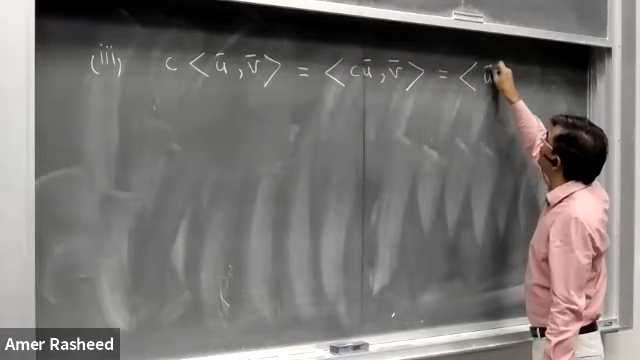 (iii) c < ū , v̄ > = < cū , v̄ > = < ū
Amer Rasheed